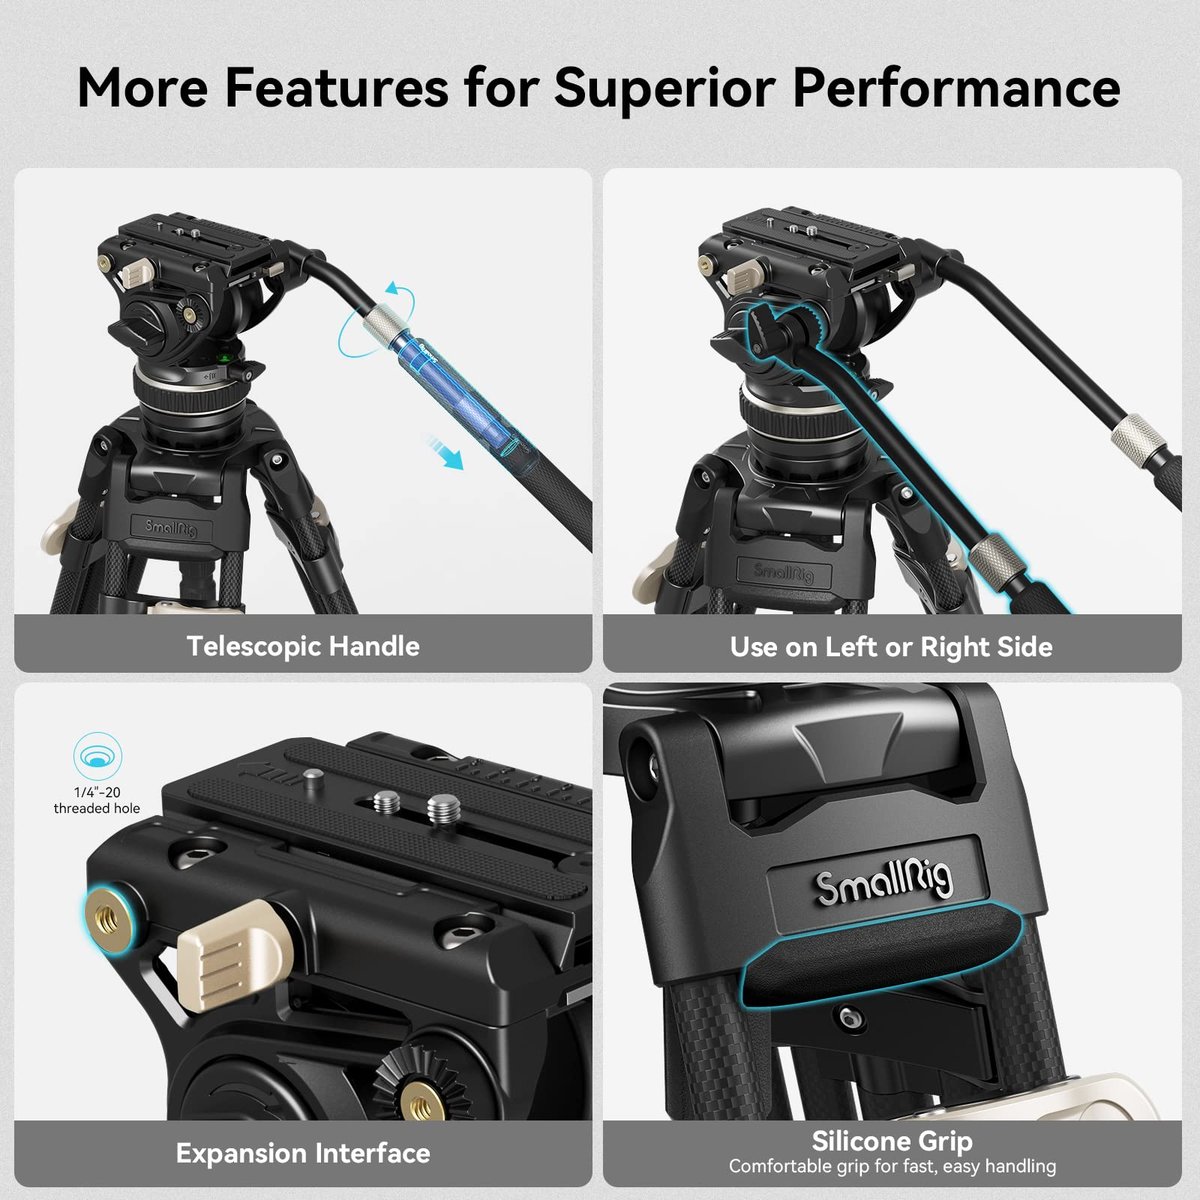 More Features for Superior Performance
SmallRig
Telescopic Handle
SmallRig
Use on Left or Right Side
1/4"-20
threaded hole
Expansion Interface
SmallRig
Silicone Grip
Comfortable grip for fast, easy handling